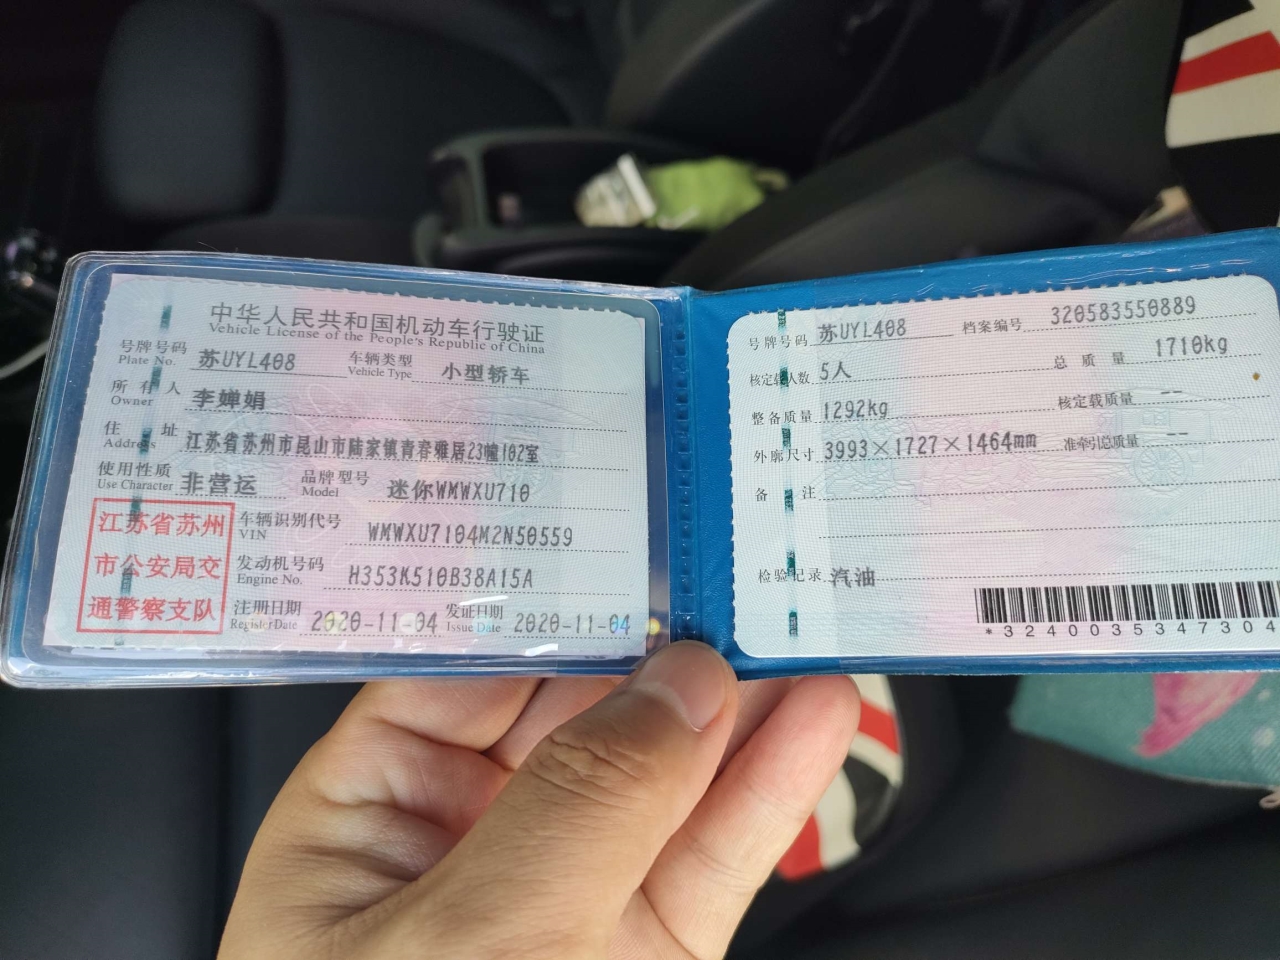 中华人民共和国机动车行驶证
Vehicle License of the People's Republic of China
号牌号码 苏UYL408 车辆类型 小型轿车
Plate No. Vehicle Type
所有人 李婵娟
Owner
住址 江苏省苏州市昆山市陆家镇青春雅居23幢102室
Address
使用性质 非营运 品牌型号 迷你WMWXU710
Use Character Model
江苏省苏州
市公安局交
通警察支队
车辆识别代号 WMWXU7104M2N50559
VIN
发动机号码 H353K510B38A15A
Engine No.
注册日期 2020-11-04 发证日期 2020-11-04
Register Date Issue Date
号牌号码 苏UYL408 档案编号 320583550889
核定载人数 5人 总质量 1710kg
整备质量 1292kg 核定载质量 --
外廓尺寸 3993×1727×1464mm 准牵引总质量 --
备注
检验记录 汽油
*3240035347304